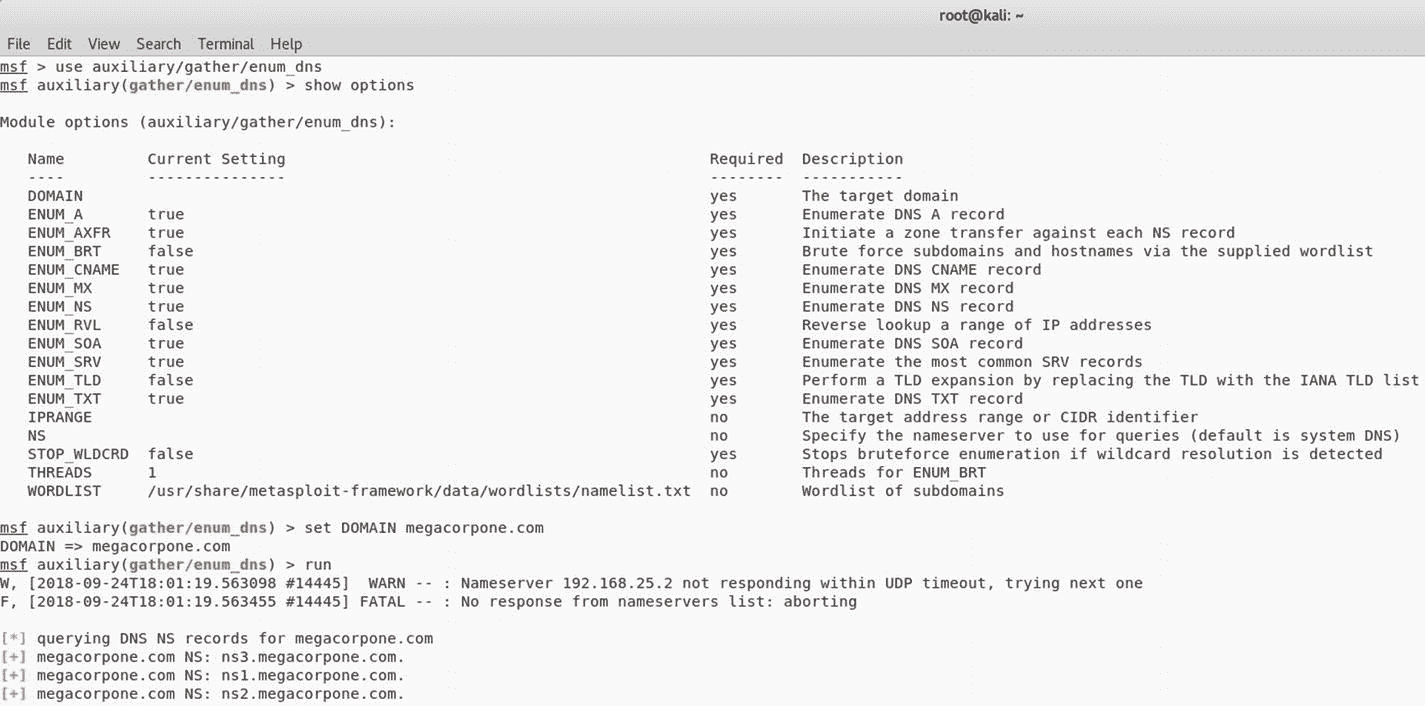 root@kali: ~
File Edit View Search Terminal Help
msf > use auxiliary/gather/enum_dns
msf auxiliary(gather/enum_dns) > show options
Module options (auxiliary/gather/enum_dns):
Name Current Setting Required Description
---- --------------- -------- -----------
DOMAIN yes The target domain
ENUM_A true yes Enumerate DNS A record
ENUM_AXFR true yes Initiate a zone transfer against each NS record
ENUM_BRT false yes Brute force subdomains and hostnames via the supplied wordlist
ENUM_CNAME true yes Enumerate DNS CNAME record
ENUM_MX true yes Enumerate DNS MX record
ENUM_NS true yes Enumerate DNS NS record
ENUM_RVL false yes Reverse lookup a range of IP addresses
ENUM_SOA true yes Enumerate DNS SOA record
ENUM_SRV true yes Enumerate the most common SRV records
ENUM_TLD false yes Perform a TLD expansion by replacing the TLD with the IANA TLD list
ENUM_TXT true yes Enumerate DNS TXT record
IPRANGE no The target address range or CIDR identifier
NS no Specify the nameserver to use for queries (default is system DNS)
STOP_WLDCRD false yes Stops bruteforce enumeration if wildcard resolution is detected
THREADS 1 no Threads for ENUM_BRT
WORDLIST /usr/share/metasploit-framework/data/wordlists/namelist.txt no Wordlist of subdomains
msf auxiliary(gather/enum_dns) > set DOMAIN megacorpone.com
DOMAIN => megacorpone.com
msf auxiliary(gather/enum_dns) > run
W, [2018-09-24T18:01:19.563098 #14445] WARN -- : Nameserver 192.168.25.2 not responding within UDP timeout, trying next one
F, [2018-09-24T18:01:19.563455 #14445] FATAL -- : No response from nameservers list: aborting
[*] querying DNS NS records for megacorpone.com
[+] megacorpone.com NS: ns3.megacorpone.com.
[+] megacorpone.com NS: ns1.megacorpone.com.
[+] megacorpone.com NS: ns2.megacorpone.com.